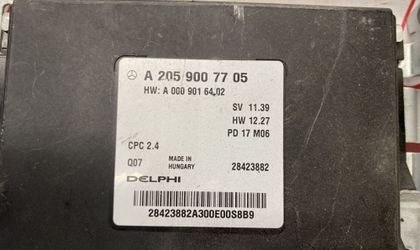 A 205 900 77 05
HW: A 000 901 64 02
SV 11.39
HW 12.27
PD 17 M06
CPC 2.4
Q07 MADE IN HUNGARY 28423882
DELPHI
28423882A300E00S8B9